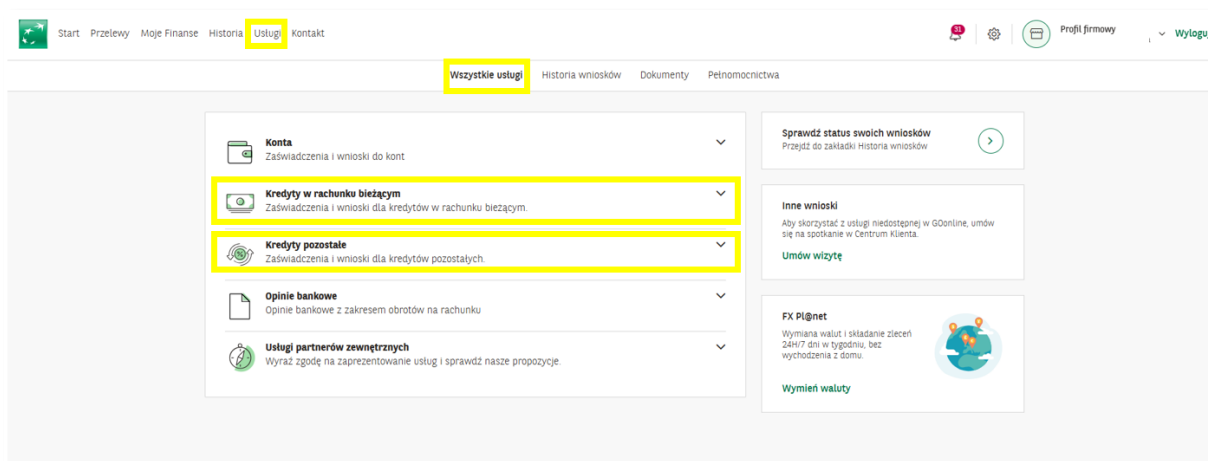 Start Przelewy Moje Finanse Historia Usługi Kontakt
31
Profil firmowy
Wyloguj
Wszystkie usługi Historia wniosków Dokumenty Pełnomocnictwa
Konta
Zaświadczenia i wnioski do kont
Kredyty w rachunku bieżącym
Zaświadczenia i wnioski dla kredytów w rachunku bieżącym.
Kredyty pozostałe
Zaświadczenia i wnioski dla kredytów pozostałych.
Opinie bankowe
Opinie bankowe z zakresem obrotów na rachunku
Usługi partnerów zewnętrznych
Wyraź zgodę na zaprezentowanie usług i sprawdź nasze propozycje.
Sprawdź status swoich wniosków
Przejdź do zakładki Historia wniosków
Inne wnioski
Aby skorzystać z usługi niedostępnej w GOonline, umów
się na spotkanie w Centrum Klienta.
Umów wizytę
FX Pl@net
Wymiana walut i składanie zleceń
24H/7 dni w tygodniu, bez
wychodzenia z domu.
Wymień waluty